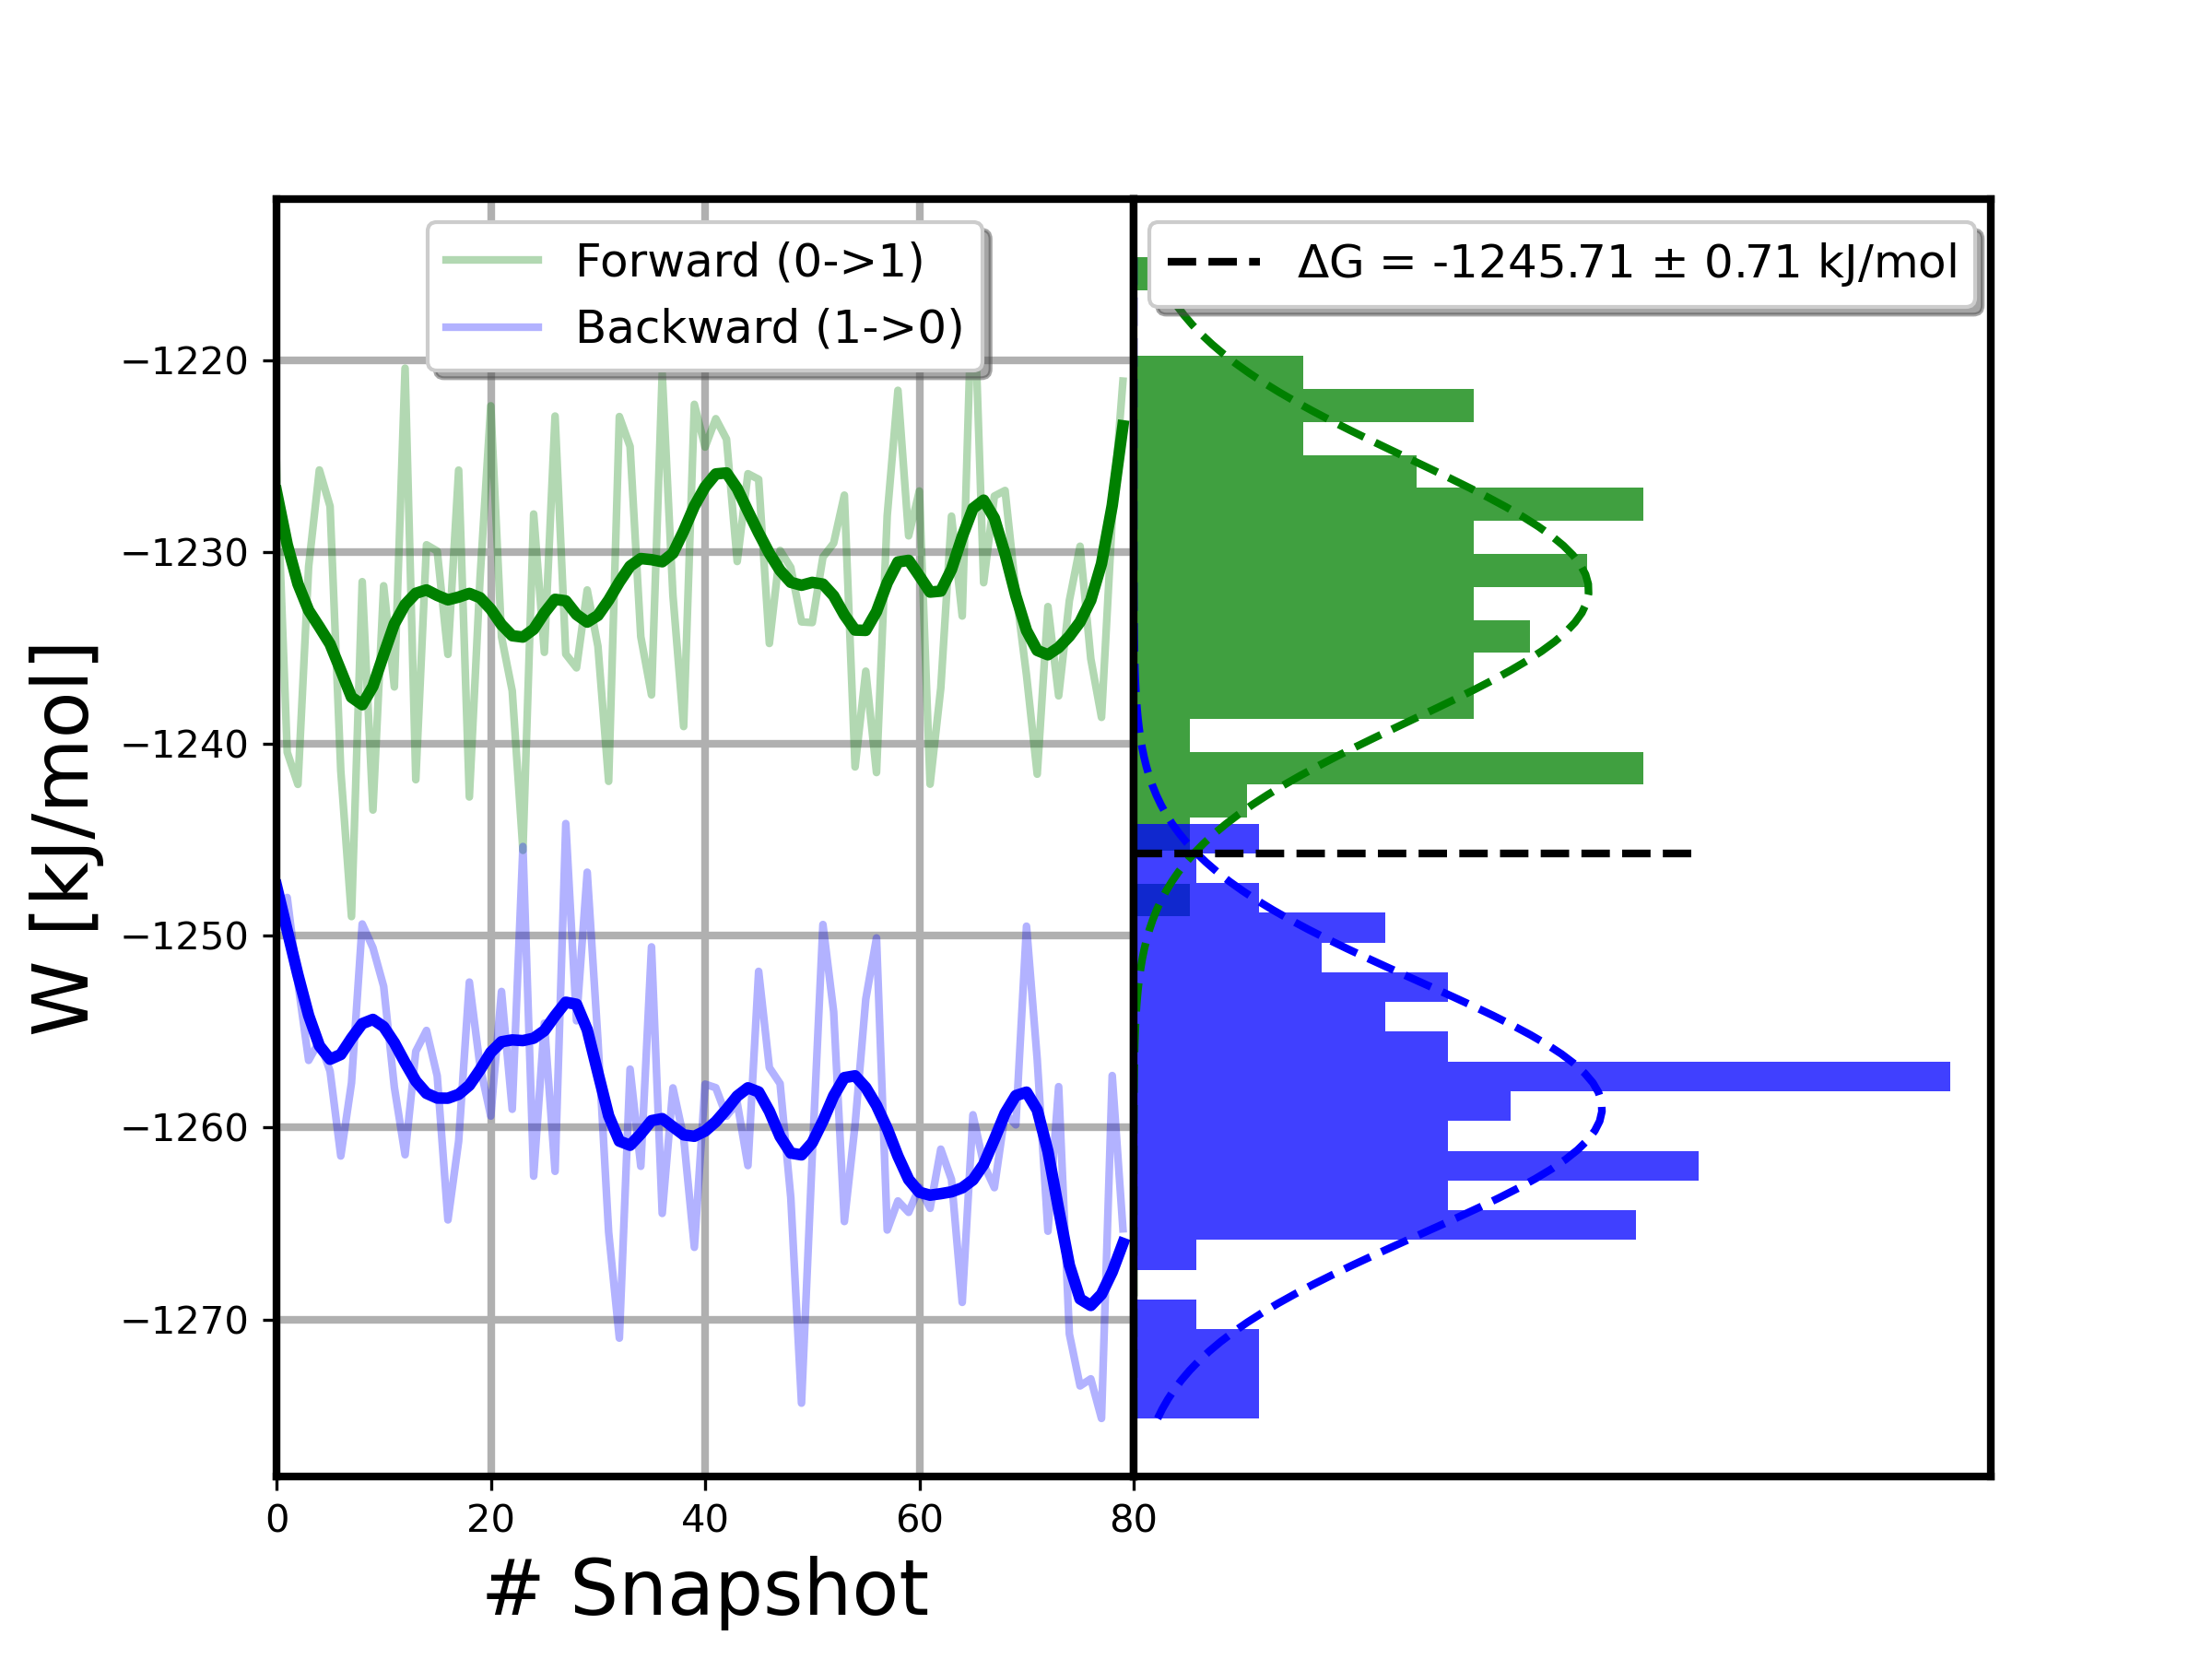 Forward (0->1)
Backward (1->0)
ΔG = -1245.71 ± 0.71 kJ/mol
W [kJ/mol]
−1220
−1230
−1240
−1250
−1260
−1270
0 20 40 60 80
# Snapshot